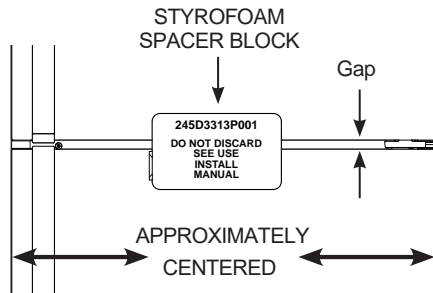 STYROFOAM
SPACER BLOCK
Gap
245D3313P001
DO NOT DISCARD
SEE USE
INSTALL
MANUAL
APPROXIMATELY
CENTERED